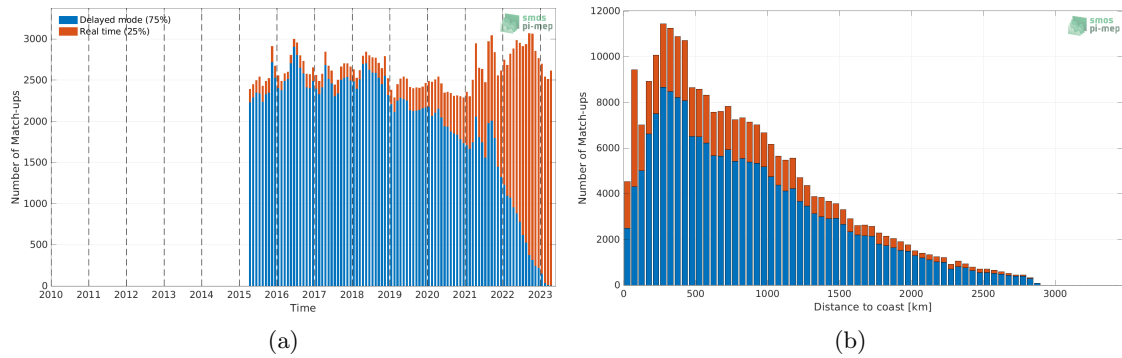 Delayed mode (75%)
Real time (25%)
smos
pi-mep
Number of Match-ups
3000
2500
2000
1500
1000
500
0
2010 2011 2012 2013 2014 2015 2016 2017 2018 2019 2020 2021 2022 2023
Time
(a)
smos
pi-mep
Number of Match-ups
12000
10000
8000
6000
4000
2000
0
0 500 1000 1500 2000 2500 3000
Distance to coast [km]
(b)